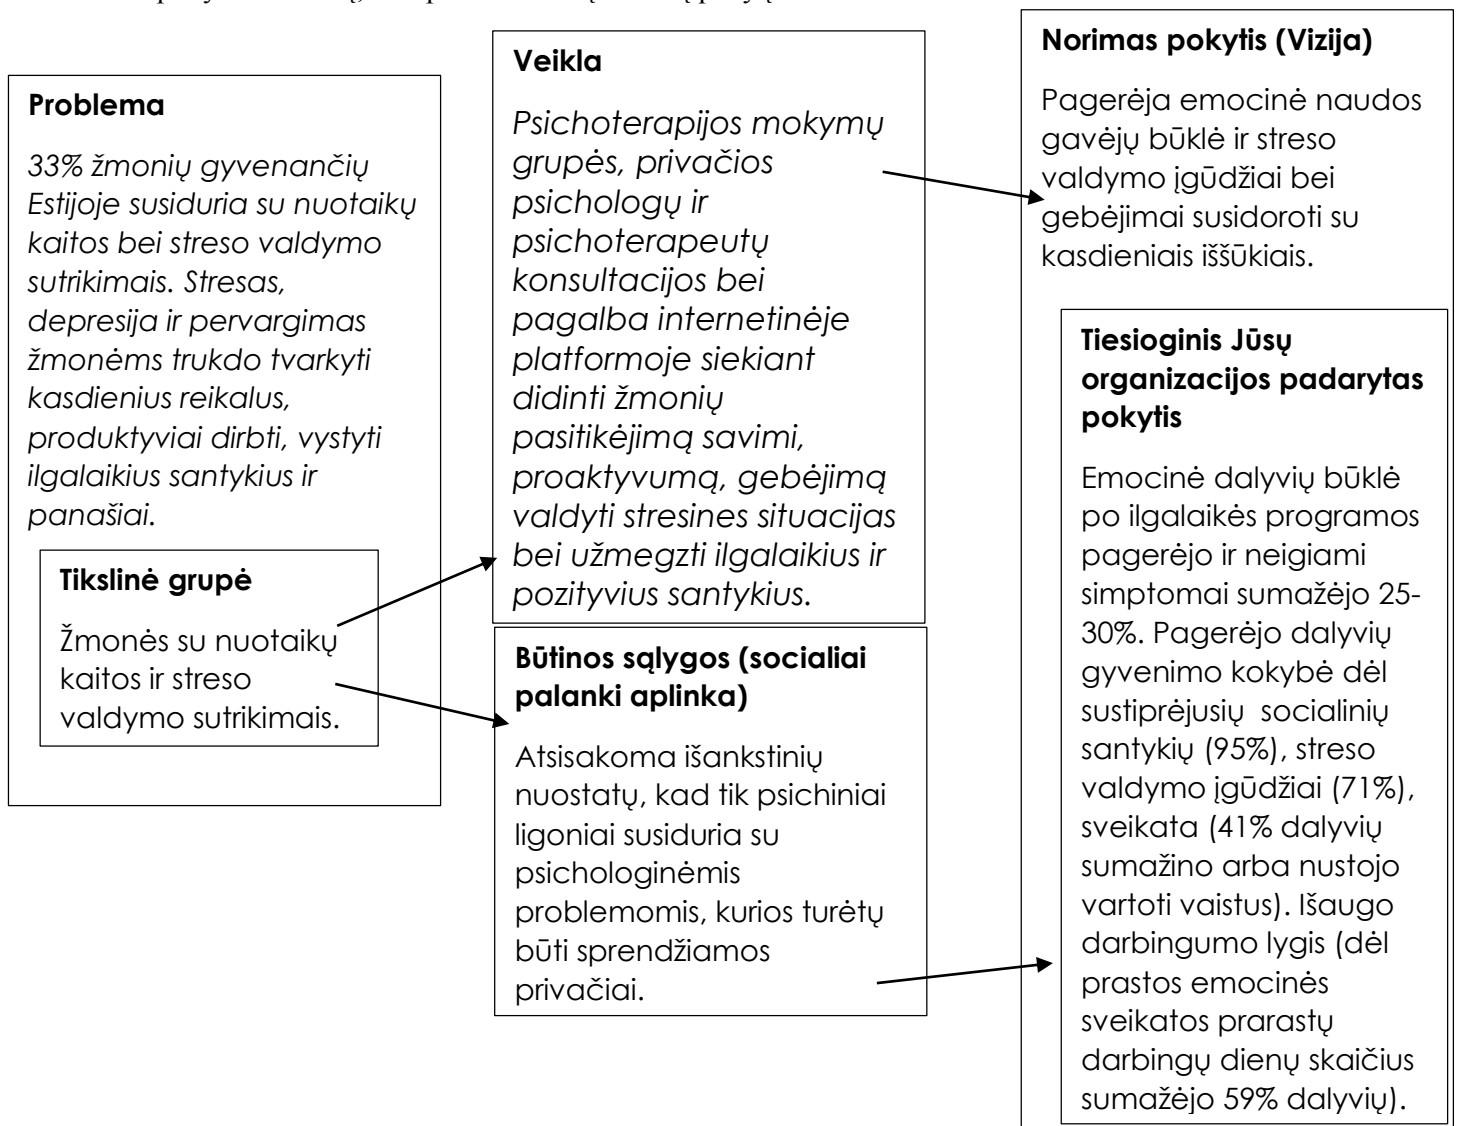 Problema
33% žmonių gyvenančių
Estijoje susiduria su nuotaikų
kaitos bei streso valdymo
sutrikimais. Stresas,
depresija ir pervargimas
žmonėms trukdo tvarkyti
kasdienius reikalus,
produktyviai dirbti, vystyti
ilgalaikius santykius ir
panašiai.
Tikslinė grupė
Žmonės su nuotaikų
kaitos ir streso
valdymo sutrikimais.
Veikla
Psichoterapijos mokymų
grupės, privačios
psichologų ir
psichoterapeutų
konsultacijos bei
pagalba internetinėje
platformoje siekiant
didinti žmonių
pasitikėjimą savimi,
proaktyvumą, gebėjimą
valdyti stresines situacijas
bei užmegzti ilgalaikius ir
pozityvius santykius.
Būtinos sąlygos (socialiai
palanki aplinka)
Atsisakoma išankstinių
nuostatų, kad tik psichiniai
ligoniai susiduria su
psichologinėmis
problemomis, kurios turėtų
būti sprendžiamos
privačiai.
Norimas pokytis (Vizija)
Pagerėja emocinė naudos
gavėjų būklė ir streso
valdymo įgūdžiai bei
gebėjimai susidoroti su
kasdieniais iššūkiais.
Tiesioginis Jūsų
organizacijos padarytas
pokytis
Emocinė dalyvių būklė
po ilgalaikės programos
pagerėjo ir neigiami
simptomai sumažėjo 25-
30%. Pagerėjo dalyvių
gyvenimo kokybė dėl
sustiprėjusių  socialinių
santykių (95%), streso
valdymo įgūdžiai (71%),
sveikata (41% dalyvių
sumažino arba nustojo
vartoti vaistus). Išaugo
darbingumo lygis (dėl
prastos emocinės
sveikatos prarastų
darbingų dienų skaičius
sumažėjo 59% dalyvių).